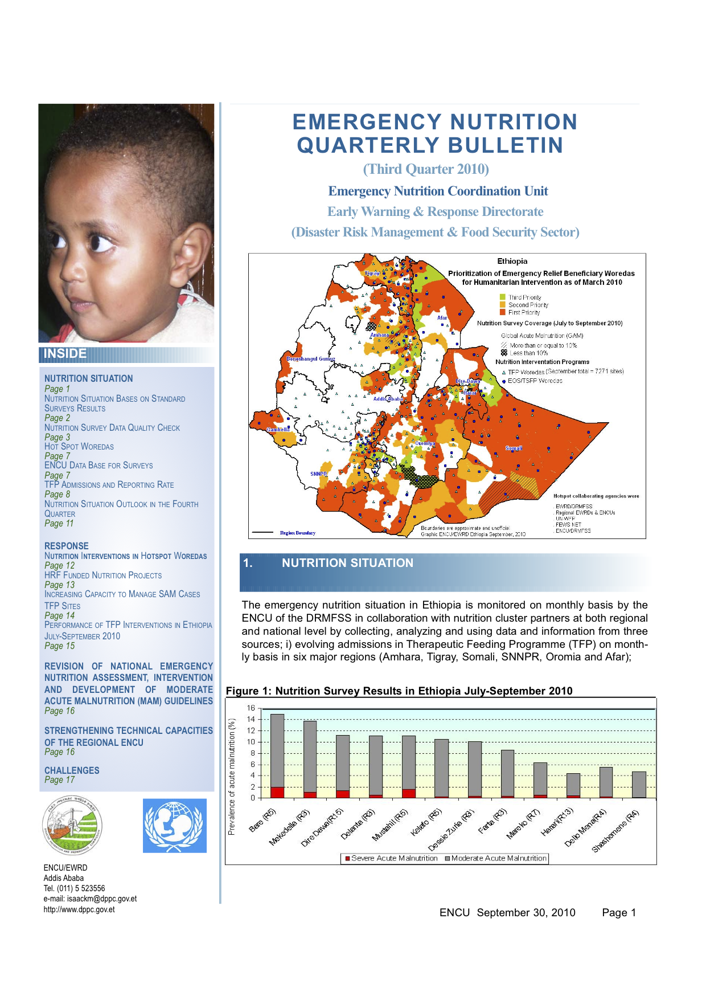 EMERGENCY NUTRITION
QUARTERLY BULLETIN
(Third Quarter 2010)
Emergency Nutrition Coordination Unit
Early Warning & Response Directorate
(Disaster Risk Management & Food Security Sector)
INSIDE
NUTRITION SITUATION
Page 1
NUTRITION SITUATION BASES ON STANDARD
SURVEYS RESULTS
Page 2
NUTRITION SURVEY DATA QUALITY CHECK
Page 3
HOT SPOT WOREDAS
Page 7
ENCU DATA BASE FOR SURVEYS
Page 7
TFP ADMISSIONS AND REPORTING RATE
Page 8
NUTRITION SITUATION OUTLOOK IN THE FOURTH
QUARTER
Page 11
RESPONSE
NUTRITION INTERVENTIONS IN HOTSPOT WOREDAS
Page 12
HRF FUNDED NUTRITION PROJECTS
Page 13
INCREASING CAPACITY TO MANAGE SAM CASES
TFP SITES
Page 14
PERFORMANCE OF TFP INTERVENTIONS IN ETHIOPIA
JULY-SEPTEMBER 2010
Page 15
REVISION OF NATIONAL EMERGENCY
NUTRITION ASSESSMENT, INTERVENTION
AND DEVELOPMENT OF MODERATE
ACUTE MALNUTRITION (MAM) GUIDELINES
Page 16
STRENGTHENING TECHNICAL CAPACITIES
OF THE REGIONAL ENCU
Page 16
CHALLENGES
Page 17
ENCU/EWRD
Addis Ababa
Tel. (011) 5 523556
e-mail: isaackm@dppc.gov.et
http://www.dppc.gov.et
Ethiopia
Prioritization of Emergency Relief Beneficiary Woredas
for Humanitarian Intervention as of March 2010
Third Priority
Second Priority
First Priority
Nutrition Survey Coverage (July to September 2010)
Global Acute Malnutrition (GAM)
More than or equal to 10%
Less than 10%
Nutrition Interventation Programs
TFP Woredas (September total = 7271 sites)
EOS/TSFP Woredas
Tigray
Afar
Amhara
Beneshangul Gumuz
Dire-Dawa
Harar
Addis Ababa
Gambella
Oromiya
Somali
SNNPR
Hotspot collaborating agencies were
. EWRD/DRMFSS
. Regional EWRDs & ENCUs
. UN-WFP
. FEWS NET
. ENCU/DRMFSS
Region Boundary
Boundaries are approximate and unofficial
Graphic ENCU/EWRD Ethiopia September, 2010
1. NUTRITION SITUATION
The emergency nutrition situation in Ethiopia is monitored on monthly basis by the
ENCU of the DRMFSS in collaboration with nutrition cluster partners at both regional
and national level by collecting, analyzing and using data and information from three
sources; i) evolving admissions in Therapeutic Feeding Programme (TFP) on month-
ly basis in six major regions (Amhara, Tigray, Somali, SNNPR, Oromia and Afar);
Figure 1: Nutrition Survey Results in Ethiopia July-September 2010
Prevalence of acute malnutrition (%)
16
14
12
10
8
6
4
2
0
Bare (R5)
Mekedella (R3)
Dire Dawa(R15)
Delanta (R3)
Mustahil (R5)
Kelafo (R5)
Dessie Zuria (R3)
Farta (R3)
Mareko (R7)
Harari(R13)
Dello Mena(R4)
Shashemene (R4)
Severe Acute Malnutrition
Moderate Acute Malnutrition
ENCU September 30, 2010 Page 1